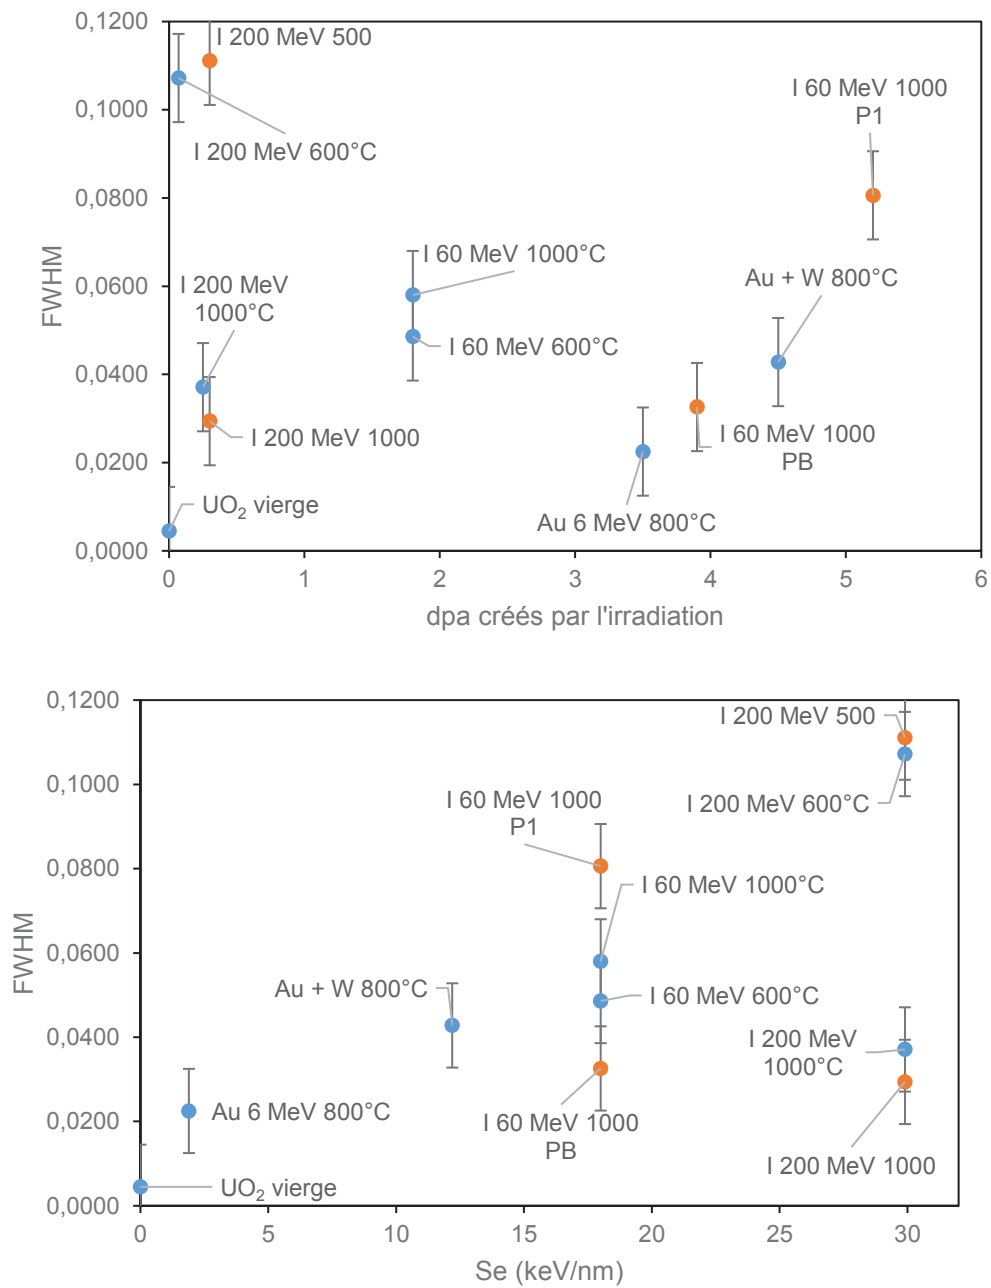 0,1200
I 200 MeV 500
I 60 MeV 1000
P1
0,1000
I 200 MeV 600°C
0,0800
I 60 MeV 1000°C
Au + W 800°C
FWHM
0,0600
I 200 MeV
1000°C
I 60 MeV 600°C
0,0400
I 200 MeV 1000
I 60 MeV 1000
PB
0,0200
UO₂ vierge
Au 6 MeV 800°C
0,0000
0 1 2 3 4 5 6
dpa créés par l'irradiation
0,1200
I 200 MeV 500
0,1000
I 200 MeV 600°C
I 60 MeV 1000
P1
0,0800
I 60 MeV 1000°C
FWHM
0,0600
Au + W 800°C
I 60 MeV 600°C
0,0400
I 200 MeV
1000°C
0,0200
Au 6 MeV 800°C
I 60 MeV 1000
PB
I 200 MeV 1000
UO₂ vierge
0,0000
0 5 10 15 20 25 30
Se (keV/nm)